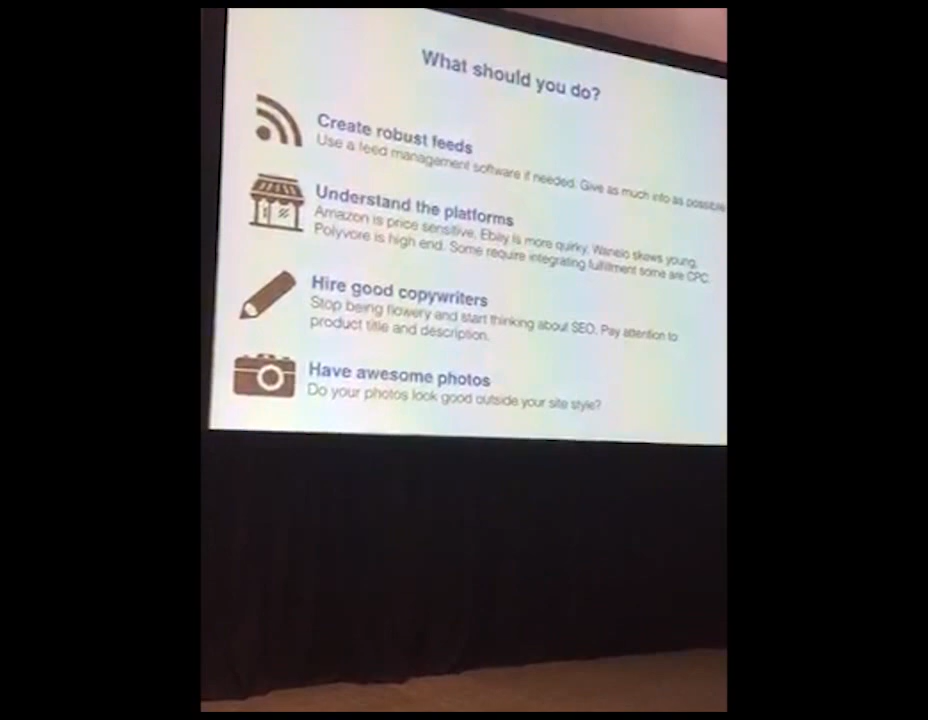 What should you do?
Create robust feeds
Use a feed management software if needed. Give as much info as possible
Understand the platforms
Amazon is price sensitive, Ebay is more quirky, Wanelo skews young,
Polyvore is high end. Some require integrating fulfillment some are CPC.
Hire good copywriters
Stop being flowery and start thinking about SEO. Pay attention to
product title and description.
Have awesome photos
Do your photos look good outside your site style?